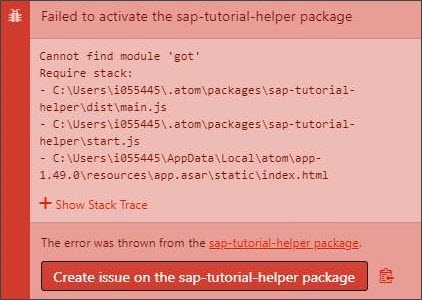 Failed to activate the sap-tutorial-helper package
Cannot find module 'got'
Require stack:
- C:\Users\i055445\.atom\packages\sap-tutorial-
helper\dist\main.js
- C:\Users\i055445\.atom\packages\sap-tutorial-
helper\start.js
- C:\Users\i055445\AppData\Local\atom\app-
1.49.0\resources\app.asar\static\index.html
Show Stack Trace
The error was thrown from the sap-tutorial-helper package.
Create issue on the sap-tutorial-helper package